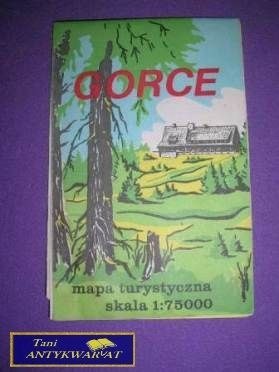 GORCE
mapa turystyczna
skala 1:75000
Tani
ANTYKWARIAT